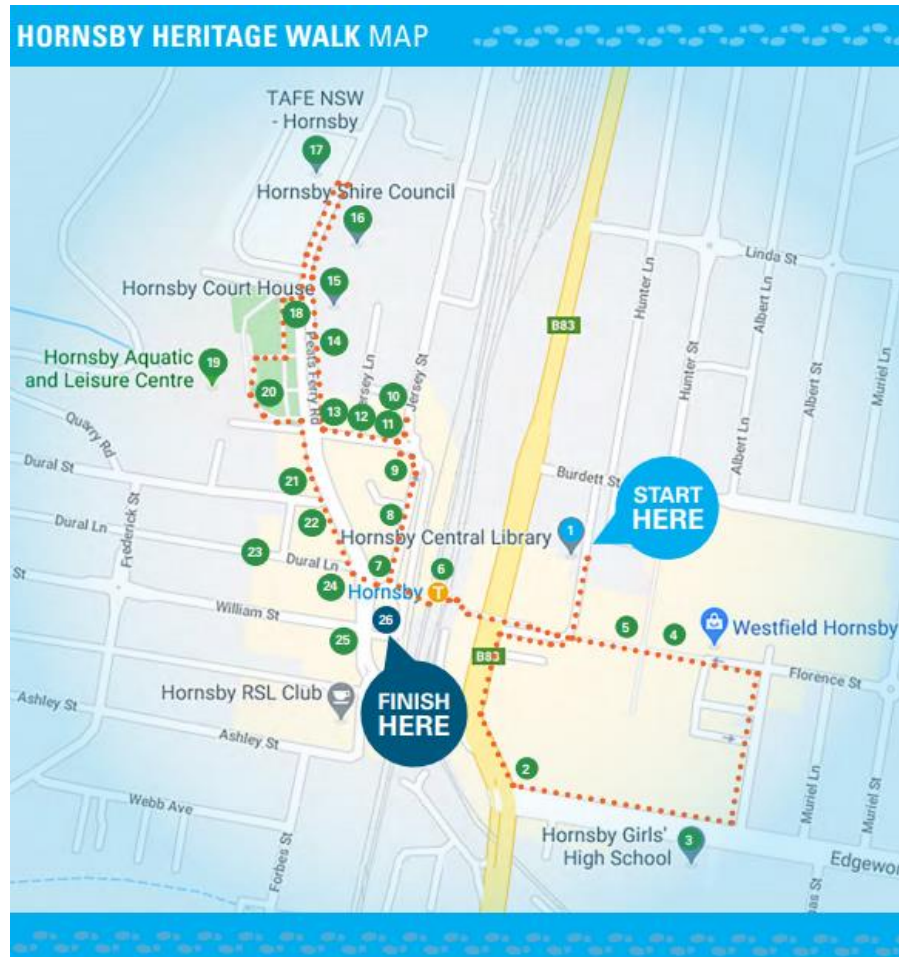 HORNSBY HERITAGE WALK MAP
TAFE NSW
- Hornsby
17
Hornsby Shire Council
16
Linda St
Hunter Ln
Albert Ln
Hornsby Court House
15
18
B83
Hunter St
14
Peats Ferry Rd
Jersey St
Albert St
Muriel Ln
Hornsby Aquatic
and Leisure Centre
19
20
10
13
12
11
Albert Ln
Quarry Rd
9
Dural St
Burdett St
21
START
HERE
Frederick St
8
22
Hornsby Central Library
1
Dural Ln
23
Dural Ln
7
6
St
24
Hornsby
T
William St
26
5
4
Westfield Hornsby
25
B83
Florence St
Hornsby RSL Club
FINISH
HERE
Ashley St
Ashley St
2
Muriel Ln
Muriel St
Webb Ave
Hornsby Girls'
High School
3
Forbes St
Edgewor
as St